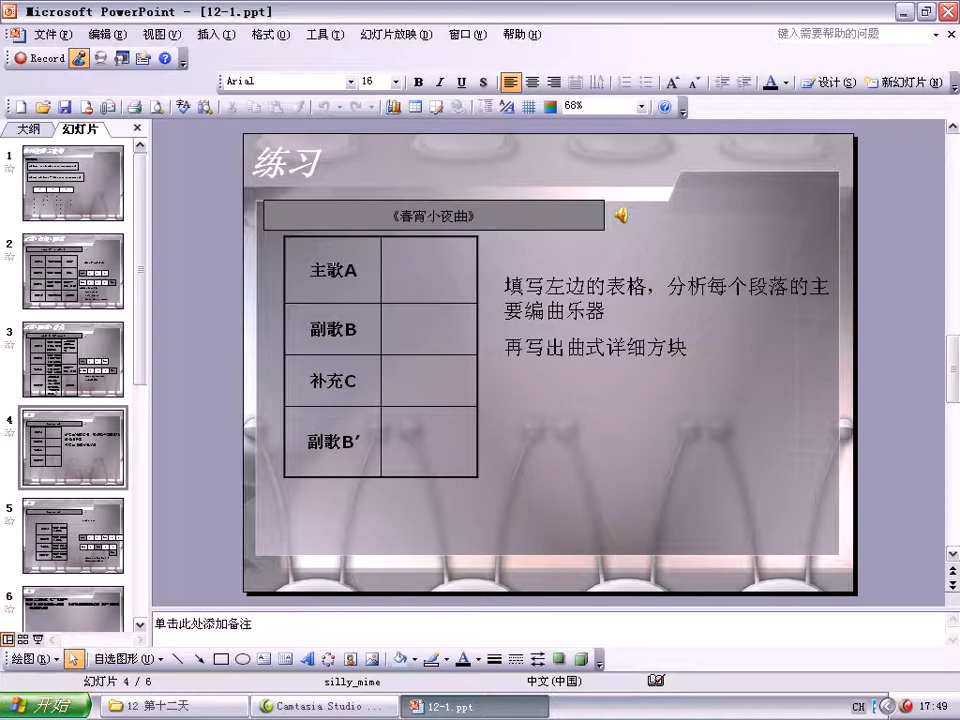 Microsoft PowerPoint - [12-1.ppt]
文件(F) 编辑(E) 视图(V) 插入(I) 格式(O) 工具(T) 幻灯片放映(D) 窗口(W) 帮助(H) 键入需要帮助的问题
Record
Arial 16 B I U S 设计(S) 新幻灯片(N)
68%
大纲 幻灯片
1
2
3
4
5
6
练习
《春宵小夜曲》
主歌A
副歌B
补充C
副歌B′
填写左边的表格，分析每个段落的主
要编曲乐器
再写出曲式详细方块
单击此处添加备注
绘图(R) 自选图形(U)
幻灯片 4 / 6 silly_mime 中文(中国)
开始 12 第十二天 Camtasia Studio ... 12-1.ppt CH 17:49